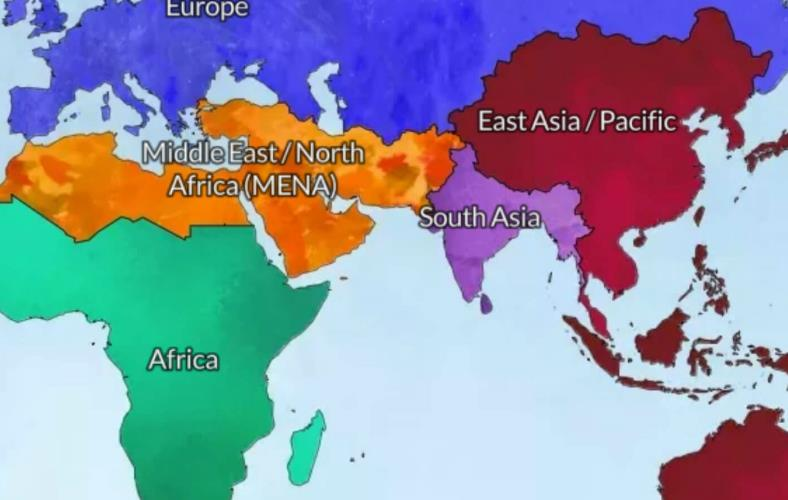 Europe
East Asia / Pacific
Middle East / North
Africa (MENA)
South Asia
Africa